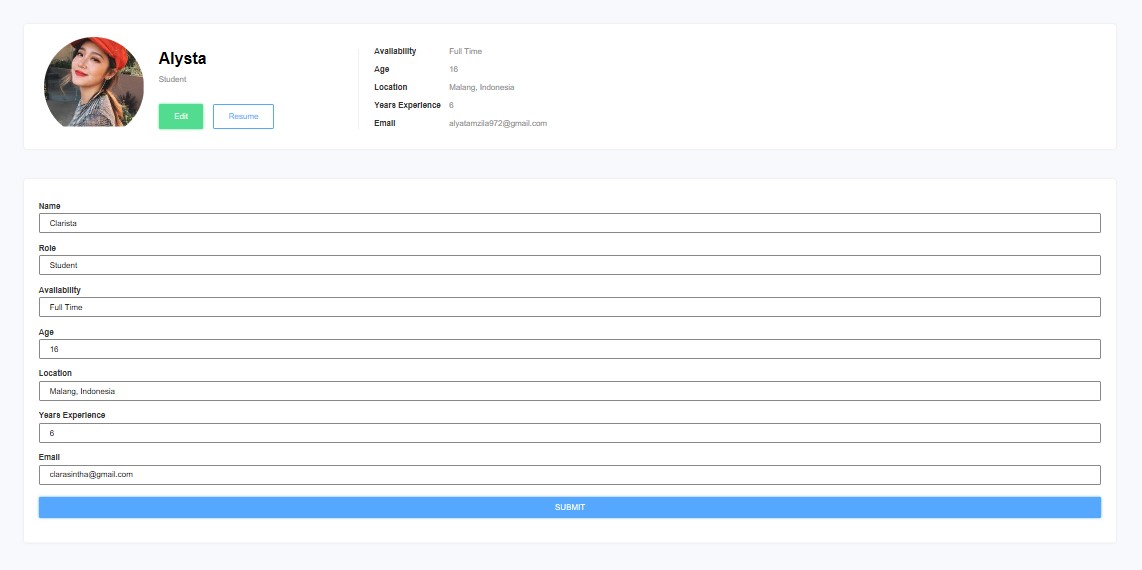 Alysta
Student
Edit
Resume
Availability Full Time
Age 16
Location Malang, Indonesia
Years Experience 6
Email alyatamzila972@gmail.com
Name
Clarista
Role
Student
Availability
Full Time
Age
16
Location
Malang, Indonesia
Years Experience
6
Email
clarasintha@gmail.com
SUBMIT